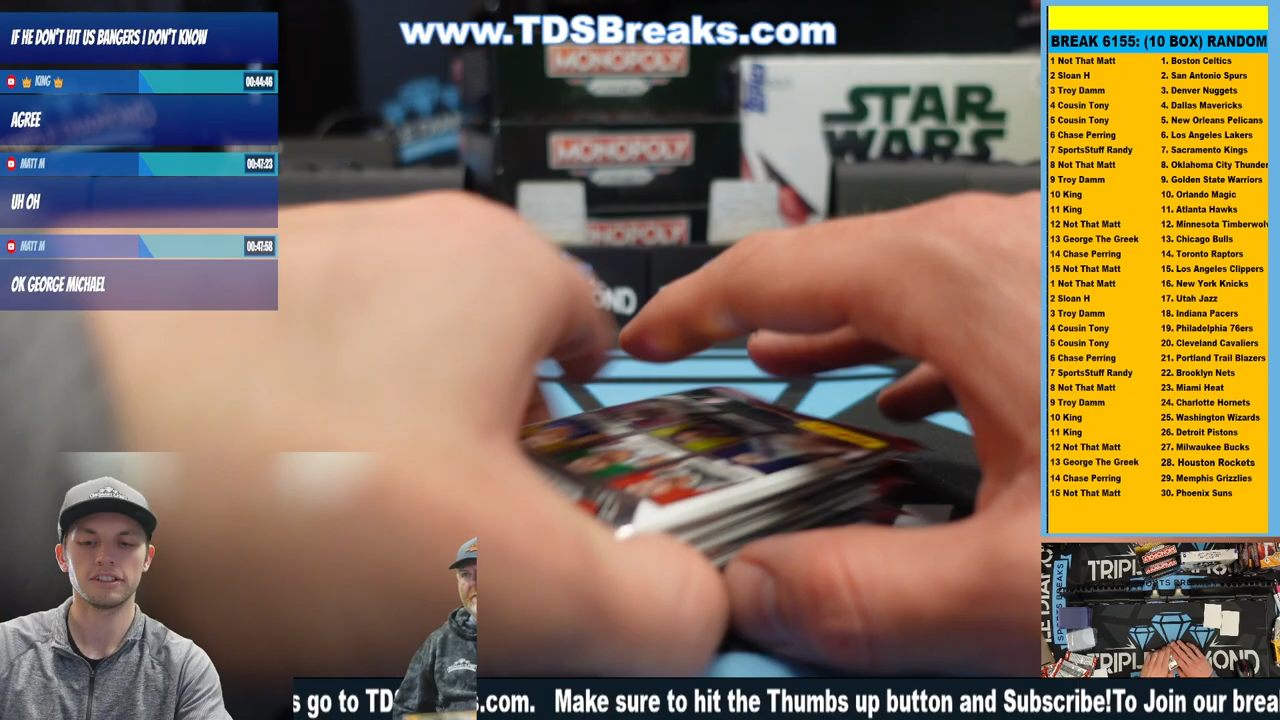 www.TDSBreaks.com
IF HE DON'T HIT US BANGERS I DON'T KNOW
KING 00:44:46
AGREE
MATT M 00:47:23
UH OH
MATT M 00:47:58
OK GEORGE MICHAEL
MONOPOLY
MONOPOLY
MONOPOLY
topps
STAR
WARS
BREAK 6155: (10 BOX) RANDOM
1 Not That Matt 1. Boston Celtics
2 Sloan H 2. San Antonio Spurs
3 Troy Damm 3. Denver Nuggets
4 Cousin Tony 4. Dallas Mavericks
5 Cousin Tony 5. New Orleans Pelicans
6 Chase Perring 6. Los Angeles Lakers
7 SportsStuff Randy 7. Sacramento Kings
8 Not That Matt 8. Oklahoma City Thunder
9 Troy Damm 9. Golden State Warriors
10 King 10. Orlando Magic
11 King 11. Atlanta Hawks
12 Not That Matt 12. Minnesota Timberwolv
13 George The Greek 13. Chicago Bulls
14 Chase Perring 14. Toronto Raptors
15 Not That Matt 15. Los Angeles Clippers
1 Not That Matt 16. New York Knicks
2 Sloan H 17. Utah Jazz
3 Troy Damm 18. Indiana Pacers
4 Cousin Tony 19. Philadelphia 76ers
5 Cousin Tony 20. Cleveland Cavaliers
6 Chase Perring 21. Portland Trail Blazers
7 SportsStuff Randy 22. Brooklyn Nets
8 Not That Matt 23. Miami Heat
9 Troy Damm 24. Charlotte Hornets
10 King 25. Washington Wizards
11 King 26. Detroit Pistons
12 Not That Matt 27. Milwaukee Bucks
13 George The Greek 28. Houston Rockets
14 Chase Perring 29. Memphis Grizzlies
15 Not That Matt 30. Phoenix Suns
s go to TDS s.com. Make sure to hit the Thumbs up button and Subscribe!To Join our brea